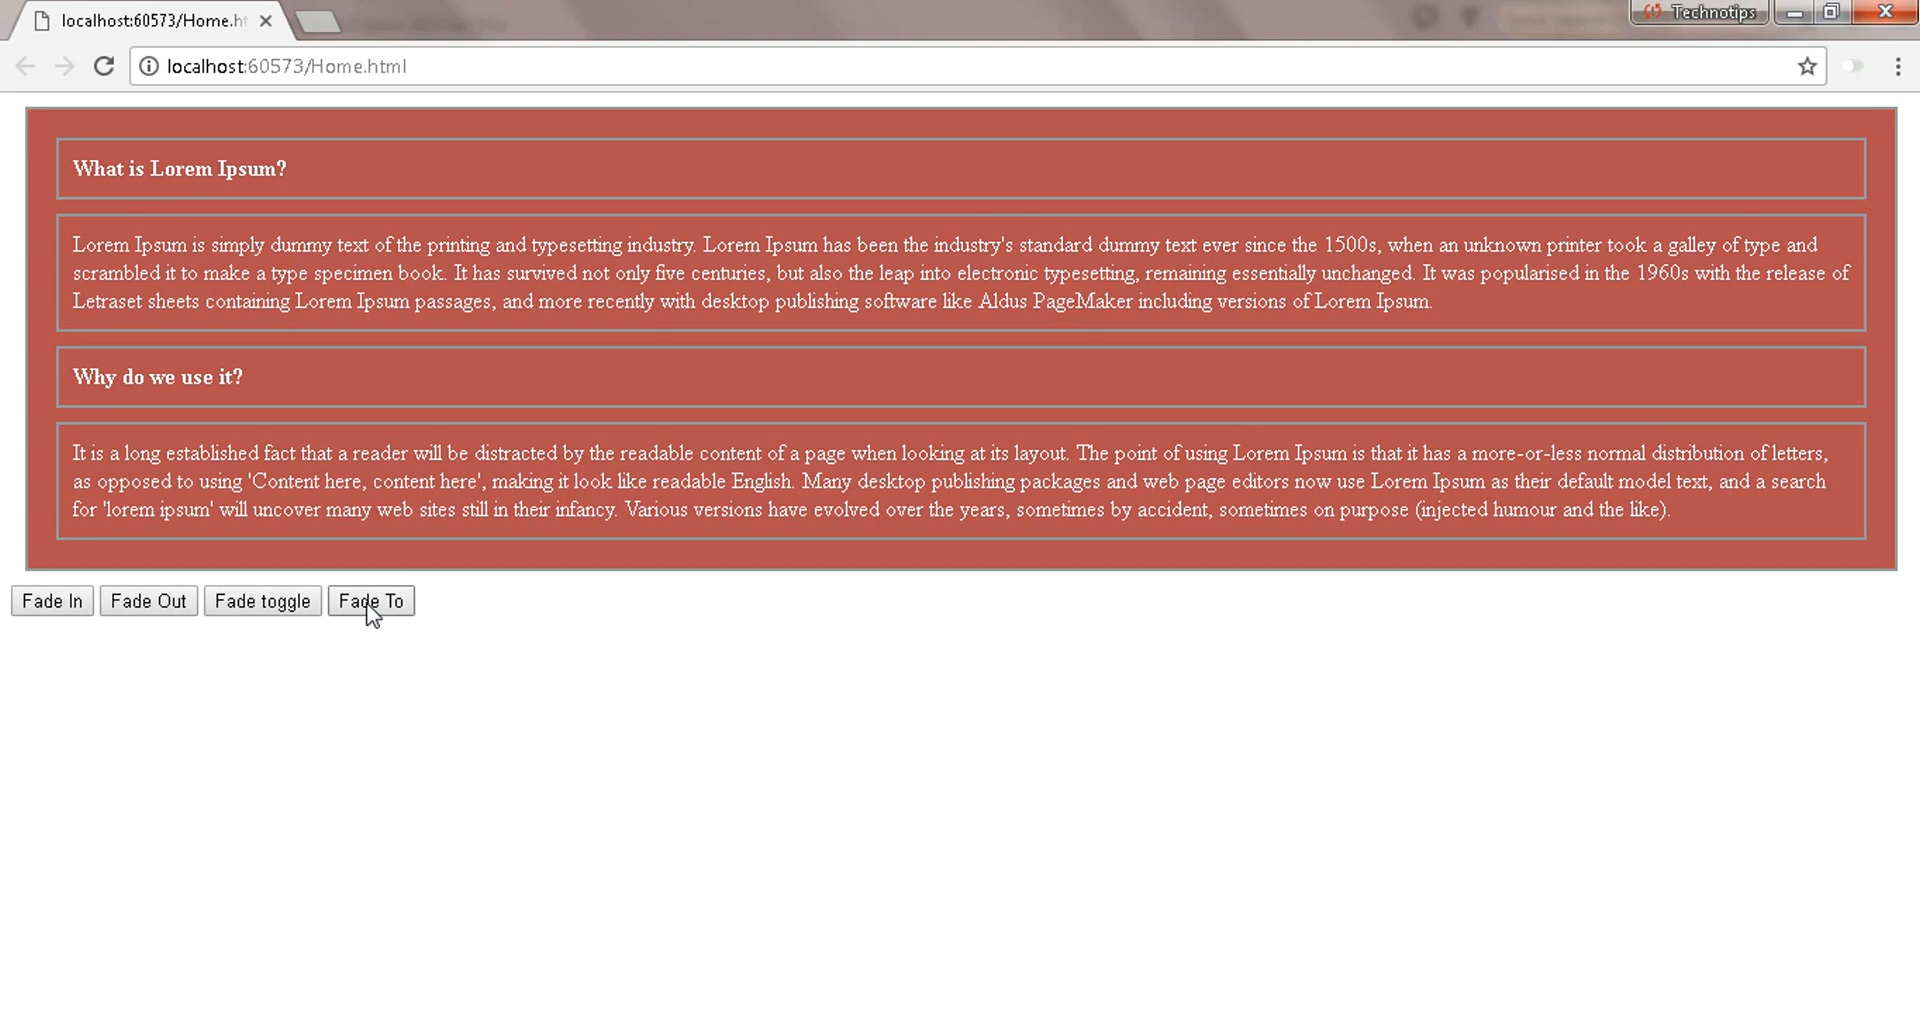 localhost:60573/Home.ht
Technotips
localhost:60573/Home.html
What is Lorem Ipsum?
Lorem Ipsum is simply dummy text of the printing and typesetting industry. Lorem Ipsum has been the industry's standard dummy text ever since the 1500s, when an unknown printer took a galley of type and
scrambled it to make a type specimen book. It has survived not only five centuries, but also the leap into electronic typesetting, remaining essentially unchanged. It was popularised in the 1960s with the release of
Letraset sheets containing Lorem Ipsum passages, and more recently with desktop publishing software like Aldus PageMaker including versions of Lorem Ipsum.
Why do we use it?
It is a long established fact that a reader will be distracted by the readable content of a page when looking at its layout. The point of using Lorem Ipsum is that it has a more-or-less normal distribution of letters,
as opposed to using 'Content here, content here', making it look like readable English. Many desktop publishing packages and web page editors now use Lorem Ipsum as their default model text, and a search
for 'lorem ipsum' will uncover many web sites still in their infancy. Various versions have evolved over the years, sometimes by accident, sometimes on purpose (injected humour and the like).
Fade In Fade Out Fade toggle Fade To